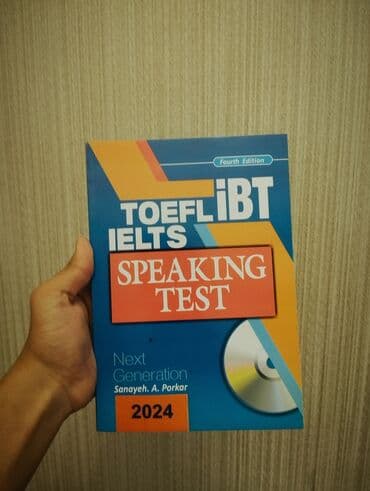 Fourth Edition
TOEFL iBT
IELTS
SPEAKING
TEST
Next
Generation
Sanayeh. A. Porkar
2024